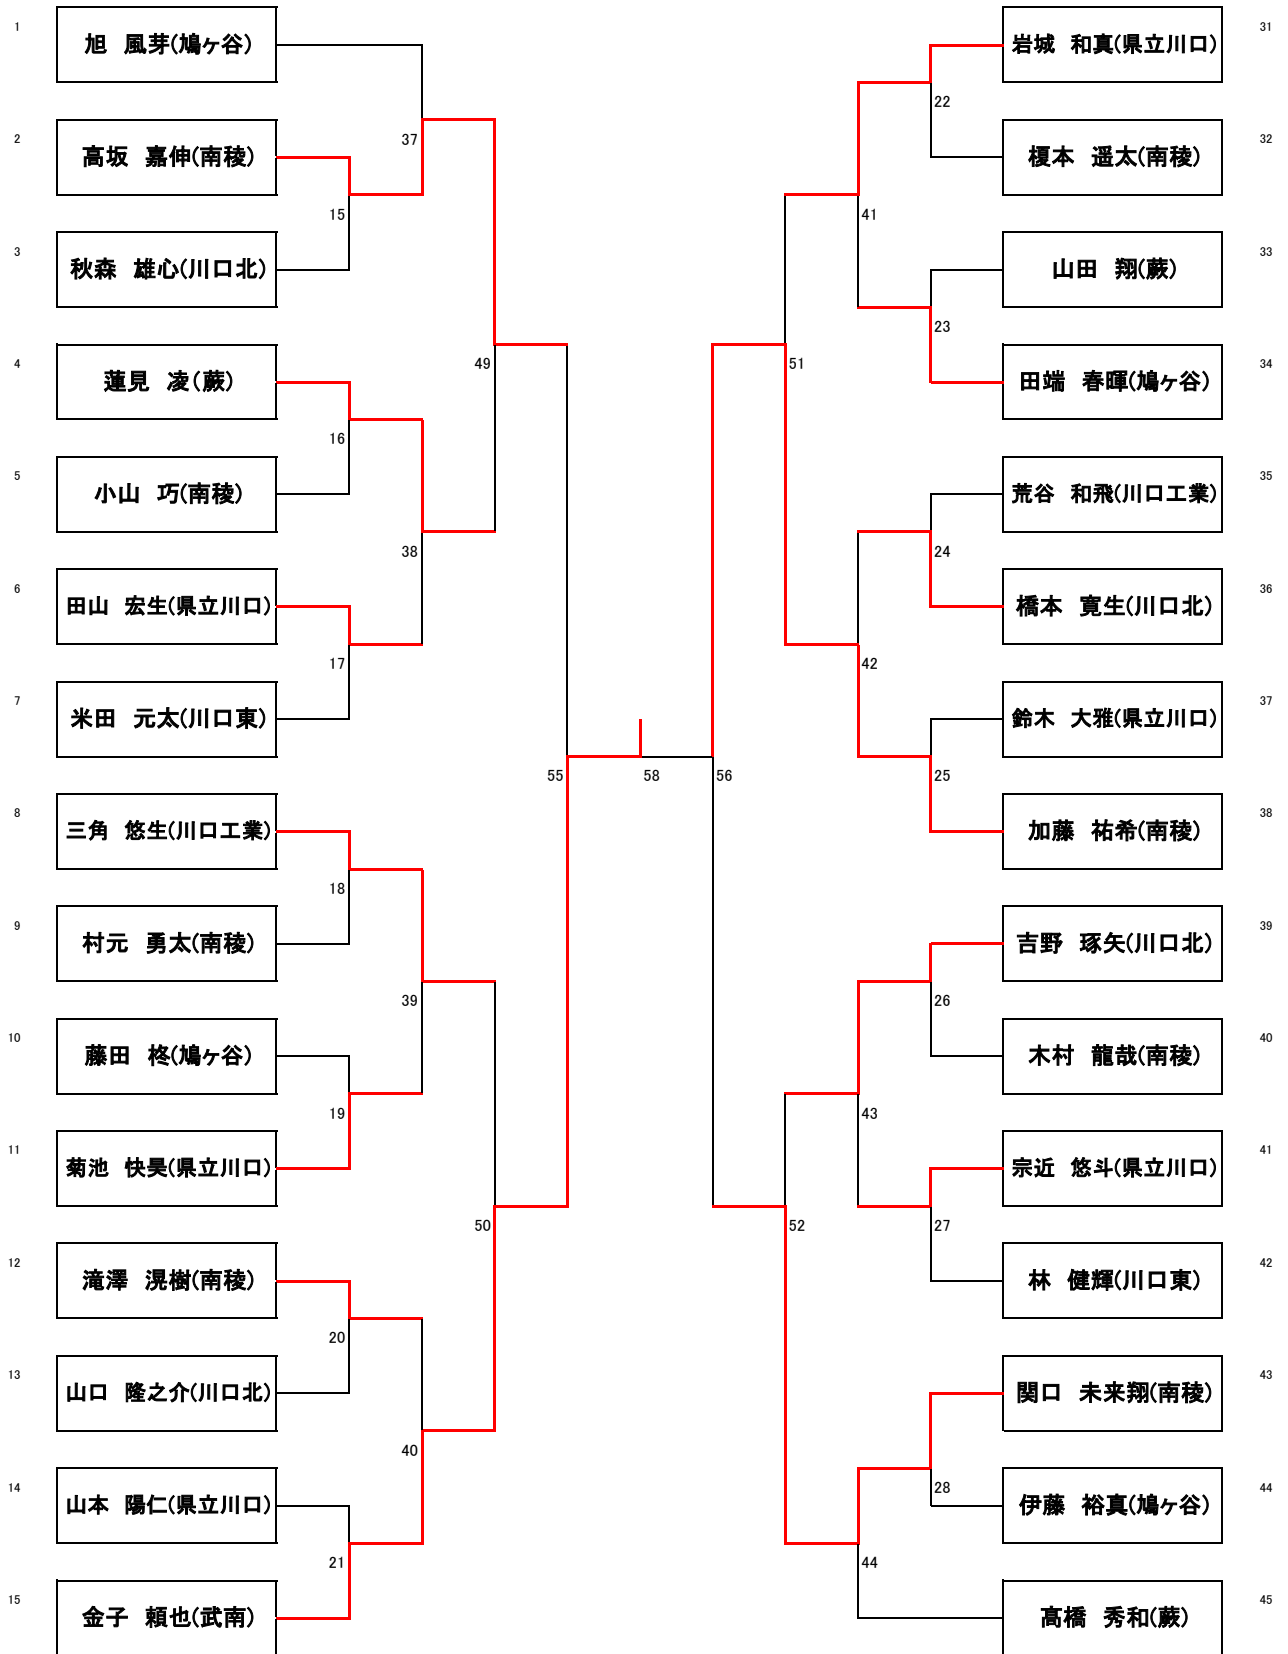 1
旭　風芽(鳩ヶ谷)
2
高坂　嘉伸(南稜)
3
秋森　雄心(川口北)
4
蓮見　凌(蕨)
5
小山　巧(南稜)
6
田山　宏生(県立川口)
7
米田　元太(川口東)
8
三角　悠生(川口工業)
9
村元　勇太(南稜)
10
藤田　柊(鳩ヶ谷)
11
菊池　快昊(県立川口)
12
滝澤　滉樹(南稜)
13
山口　隆之介(川口北)
14
山本　陽仁(県立川口)
15
金子　頼也(武南)
15
16
17
18
19
20
21
37
38
39
40
49
50
55
58
56
51
52
41
42
43
44
22
23
24
25
26
27
28
岩城　和真(県立川口)
31
榎本　遥太(南稜)
32
山田　翔(蕨)
33
田端　春暉(鳩ヶ谷)
34
荒谷　和飛(川口工業)
35
橋本　寛生(川口北)
36
鈴木　大雅(県立川口)
37
加藤　祐希(南稜)
38
吉野　琢矢(川口北)
39
木村　龍哉(南稜)
40
宗近　悠斗(県立川口)
41
林　健輝(川口東)
42
関口　未来翔(南稜)
43
伊藤　裕真(鳩ヶ谷)
44
高橋　秀和(蕨)
45